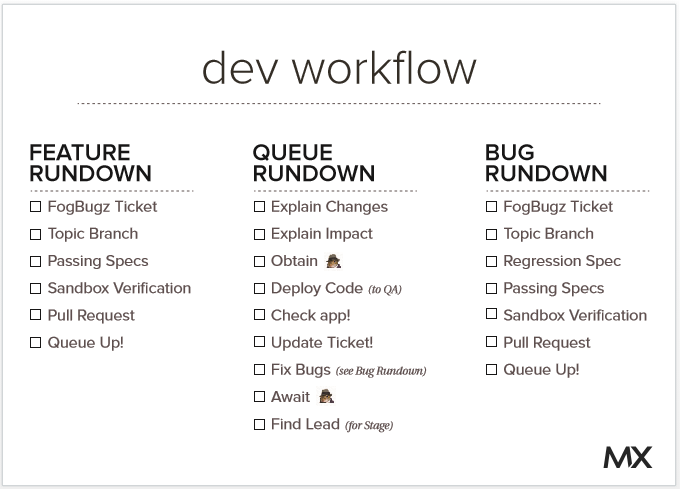 dev workflow
FEATURE
RUNDOWN
FogBugz Ticket
Topic Branch
Passing Specs
Sandbox Verification
Pull Request
Queue Up!
QUEUE
RUNDOWN
Explain Changes
Explain Impact
Obtain
Deploy Code (to QA)
Check app!
Update Ticket!
Fix Bugs (see Bug Rundown)
Await
Find Lead (for Stage)
BUG
RUNDOWN
FogBugz Ticket
Topic Branch
Regression Spec
Passing Specs
Sandbox Verification
Pull Request
Queue Up!
MX